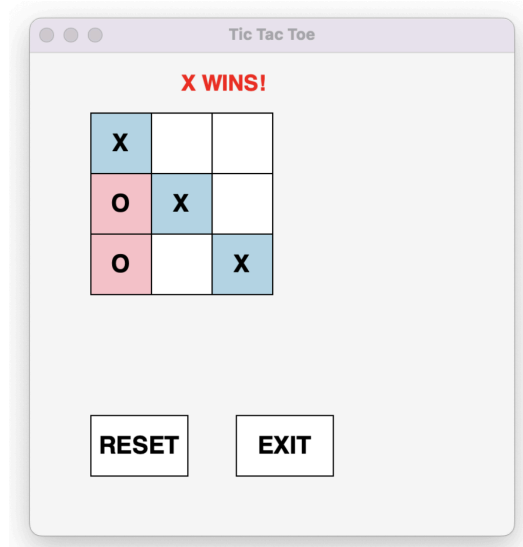 Tic Tac Toe
X WINS!
X
O X
O X
RESET EXIT